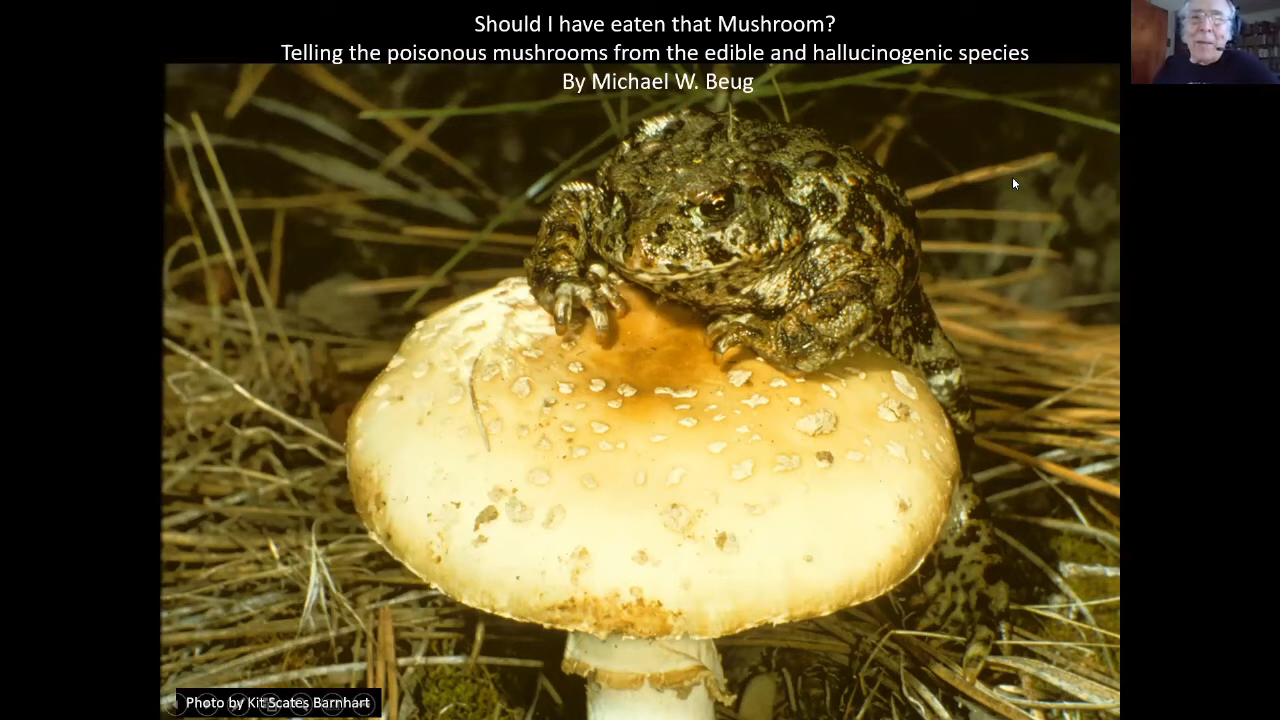 Should I have eaten that Mushroom?
Telling the poisonous mushrooms from the edible and hallucinogenic species
By Michael W. Beug
Photo by Kit Scates Barnhart